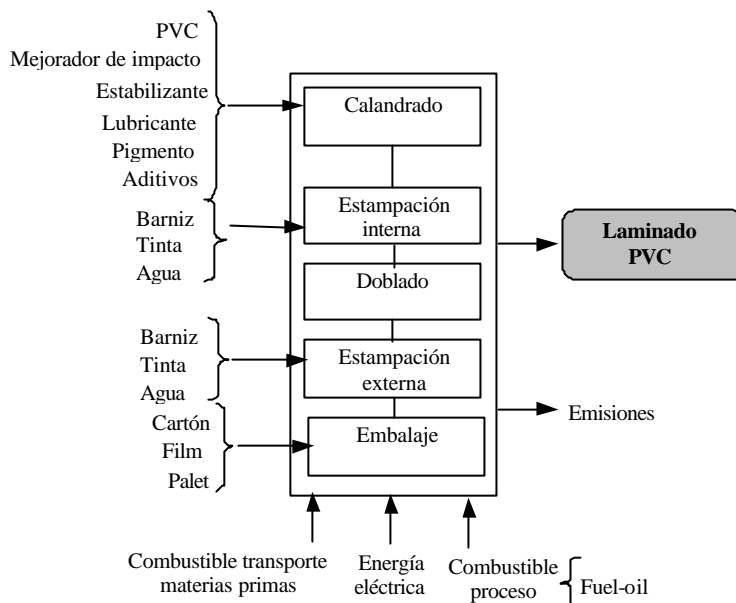 PVC
Mejorador de impacto
Estabilizante
Lubricante
Pigmento
Aditivos
Calandrado
Barniz
Tinta
Agua
Estampación
interna
Laminado
PVC
Doblado
Barniz
Tinta
Agua
Estampación
externa
Emisiones
Cartón
Film
Palet
Embalaje
Combustible transporte
materias primas
Energía
eléctrica
Combustible
proceso
Fuel-oil